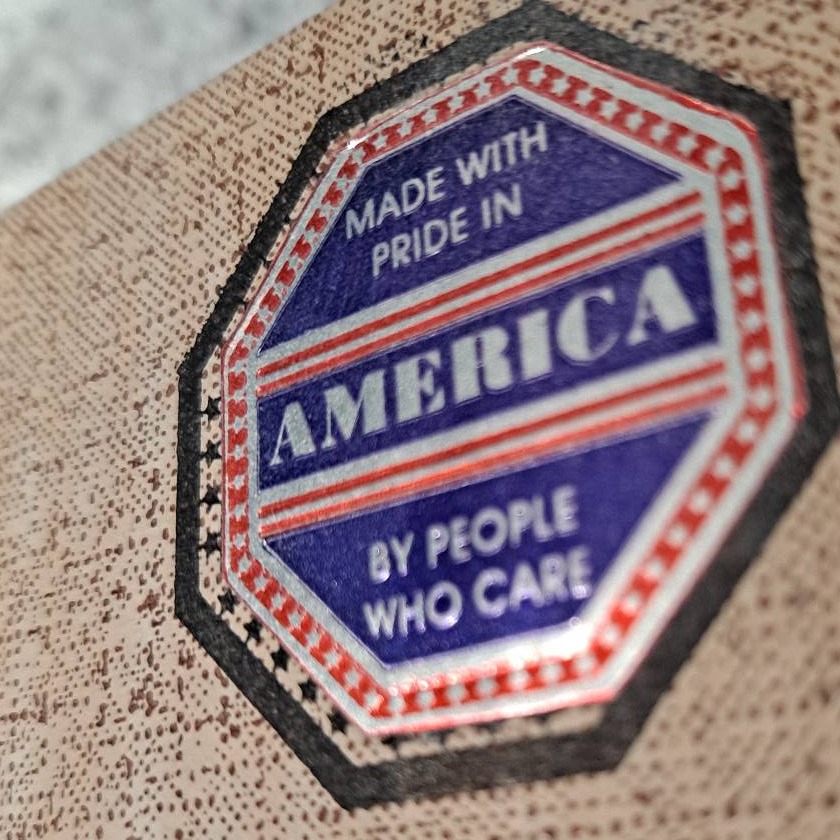 MADE WITH
PRIDE IN
AMERICA
BY PEOPLE
WHO CARE